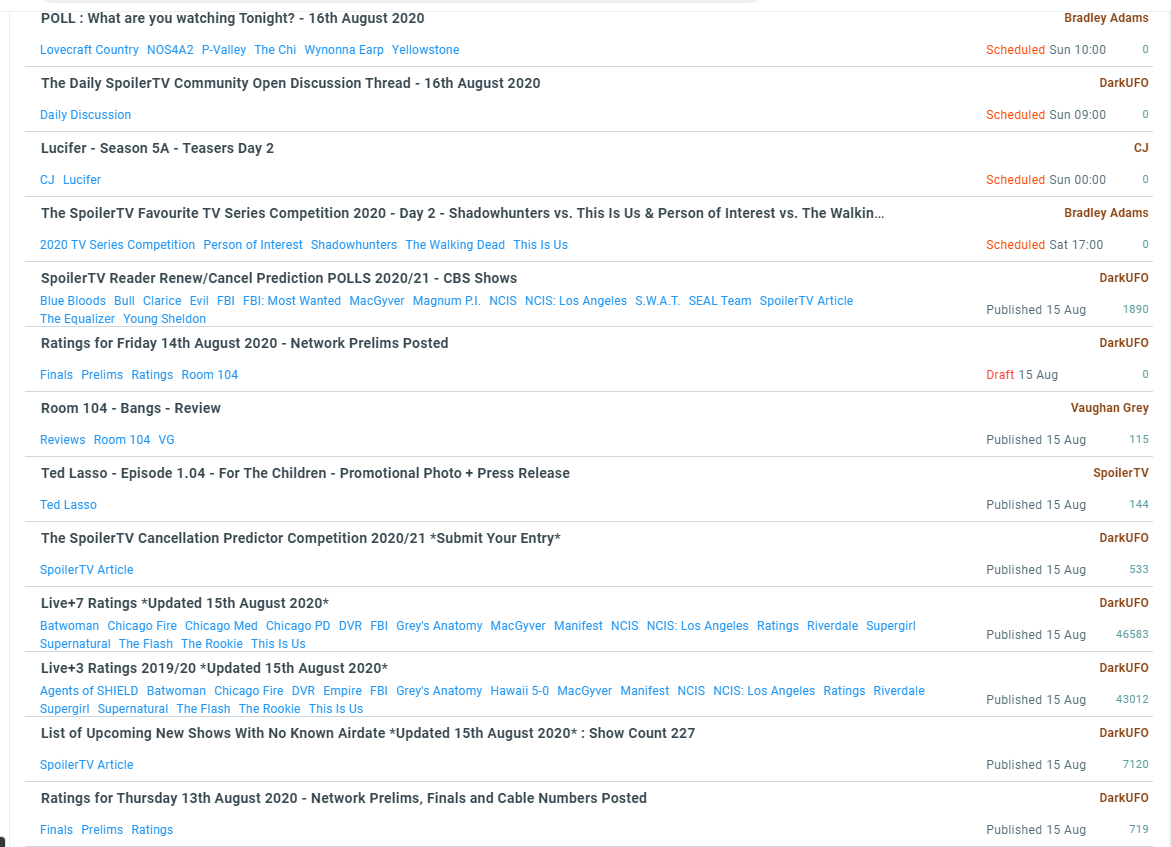 POLL : What are you watching Tonight? - 16th August 2020 Bradley Adams
Lovecraft Country NOS4A2 P-Valley The Chi Wynonna Earp Yellowstone Scheduled Sun 10:00 0
The Daily SpoilerTV Community Open Discussion Thread - 16th August 2020 DarkUFO
Daily Discussion Scheduled Sun 09:00 0
Lucifer - Season 5A - Teasers Day 2 CJ
CJ Lucifer Scheduled Sun 00:00 0
The SpoilerTV Favourite TV Series Competition 2020 - Day 2 - Shadowhunters vs. This Is Us & Person of Interest vs. The Walkin... Bradley Adams
2020 TV Series Competition Person of Interest Shadowhunters The Walking Dead This Is Us Scheduled Sat 17:00 0
SpoilerTV Reader Renew/Cancel Prediction POLLS 2020/21 - CBS Shows DarkUFO
Blue Bloods Bull Clarice Evil FBI FBI: Most Wanted MacGyver Magnum P.I. NCIS NCIS: Los Angeles S.W.A.T. SEAL Team SpoilerTV Article
Published 15 Aug 1890
The Equalizer Young Sheldon
Ratings for Friday 14th August 2020 - Network Prelims Posted DarkUFO
Finals Prelims Ratings Room 104 Draft 15 Aug 0
Room 104 - Bangs - Review Vaughan Grey
Reviews Room 104 VG Published 15 Aug 115
Ted Lasso - Episode 1.04 - For The Children - Promotional Photo + Press Release SpoilerTV
Ted Lasso Published 15 Aug 144
The SpoilerTV Cancellation Predictor Competition 2020/21 *Submit Your Entry* DarkUFO
SpoilerTV Article Published 15 Aug 533
Live+7 Ratings *Updated 15th August 2020* DarkUFO
Batwoman Chicago Fire Chicago Med Chicago PD DVR FBI Grey's Anatomy MacGyver Manifest NCIS NCIS: Los Angeles Ratings Riverdale Supergirl
Published 15 Aug 46583
Supernatural The Flash The Rookie This Is Us
Live+3 Ratings 2019/20 *Updated 15th August 2020* DarkUFO
Agents of SHIELD Batwoman Chicago Fire DVR Empire FBI Grey's Anatomy Hawaii 5-0 MacGyver Manifest NCIS NCIS: Los Angeles Ratings Riverdale
Published 15 Aug 43012
Supergirl Supernatural The Flash The Rookie This Is Us
List of Upcoming New Shows With No Known Airdate *Updated 15th August 2020* : Show Count 227 DarkUFO
SpoilerTV Article Published 15 Aug 7120
Ratings for Thursday 13th August 2020 - Network Prelims, Finals and Cable Numbers Posted DarkUFO
Finals Prelims Ratings Published 15 Aug 719